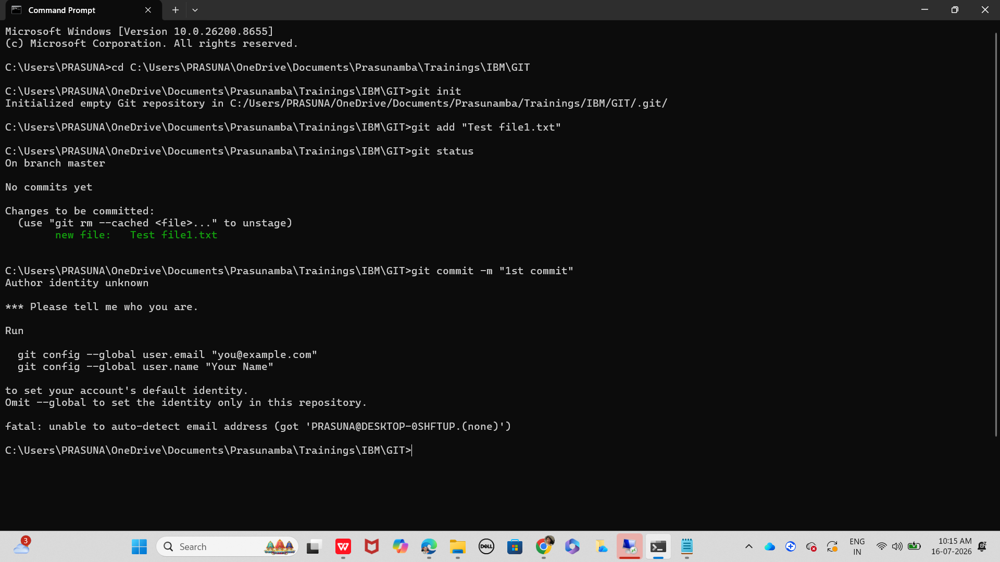 Command Prompt
Microsoft Windows [Version 10.0.26200.8655]
(c) Microsoft Corporation. All rights reserved.
C:\Users\PRASUNA>cd C:\Users\PRASUNA\OneDrive\Documents\Prasunamba\Trainings\IBM\GIT
C:\Users\PRASUNA\OneDrive\Documents\Prasunamba\Trainings\IBM\GIT>git init
Initialized empty Git repository in C:/Users/PRASUNA/OneDrive/Documents/Prasunamba/Trainings/IBM/GIT/.git/
C:\Users\PRASUNA\OneDrive\Documents\Prasunamba\Trainings\IBM\GIT>git add "Test file1.txt"
C:\Users\PRASUNA\OneDrive\Documents\Prasunamba\Trainings\IBM\GIT>git status
On branch master
No commits yet
Changes to be committed:
  (use "git rm --cached <file>..." to unstage)
        new file:   Test file1.txt
C:\Users\PRASUNA\OneDrive\Documents\Prasunamba\Trainings\IBM\GIT>git commit -m "1st commit"
Author identity unknown
*** Please tell me who you are.
Run
  git config --global user.email "you@example.com"
  git config --global user.name "Your Name"
to set your account's default identity.
Omit --global to set the identity only in this repository.
fatal: unable to auto-detect email address (got 'PRASUNA@DESKTOP-0SHFTUP.(none)')
C:\Users\PRASUNA\OneDrive\Documents\Prasunamba\Trainings\IBM\GIT>
3
Search
W
DELL
ENG
IN
10:15 AM
16-07-2026